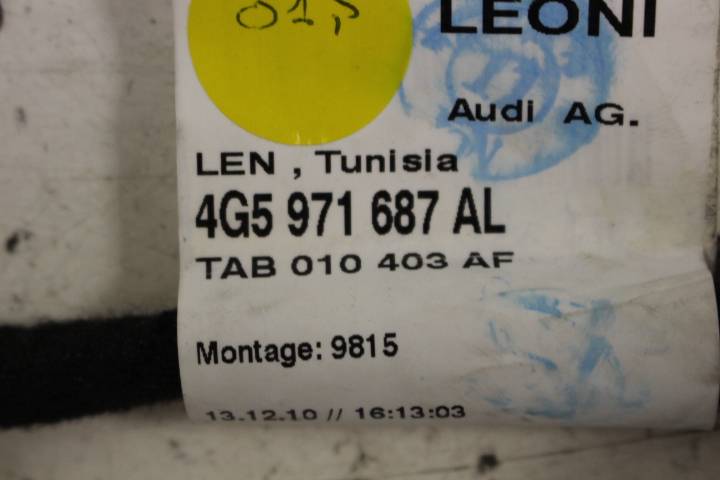 LEONI
Audi AG.
LEN , Tunisia
4G5 971 687 AL
TAB 010 403 AF
Montage: 9815
13.12.10 // 16:13:03